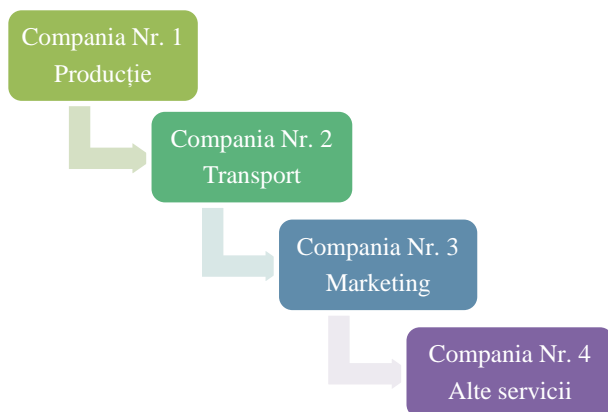 Compania Nr. 1
Producție
Compania Nr. 2
Transport
Compania Nr. 3
Marketing
Compania Nr. 4
Alte servicii